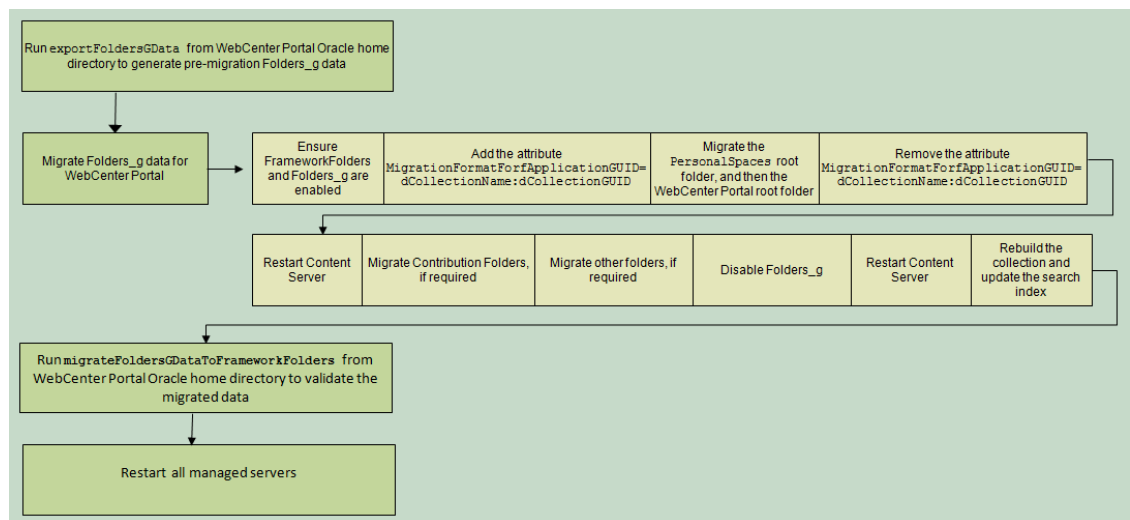 Run exportFoldersGData from WebCenter Portal Oracle home
directory to generate pre-migration Folders_g data
Migrate Folders_g data for
WebCenter Portal
Ensure
FrameworkFolders
and Folders_g are
enabled
Add the attribute
MigrationFormatForfApplicationGUID=
dCollectionName:dCollectionGUID
Migrate the
PersonalSpaces root
folder, and then the
WebCenter Portal root folder
Remove the attribute
MigrationFormatForfApplicationGUID=
dCollectionName:dCollectionGUID
Restart Content
Server
Migrate Contribution Folders,
if required
Migrate other folders, if
required
Disable Folders_g
Restart Content
Server
Rebuild the
collection and
update the search
index
Run migrateFoldersGDataToFrameworkFolders from
WebCenter Portal Oracle home directory to validate the
migrated data
Restart all managed servers